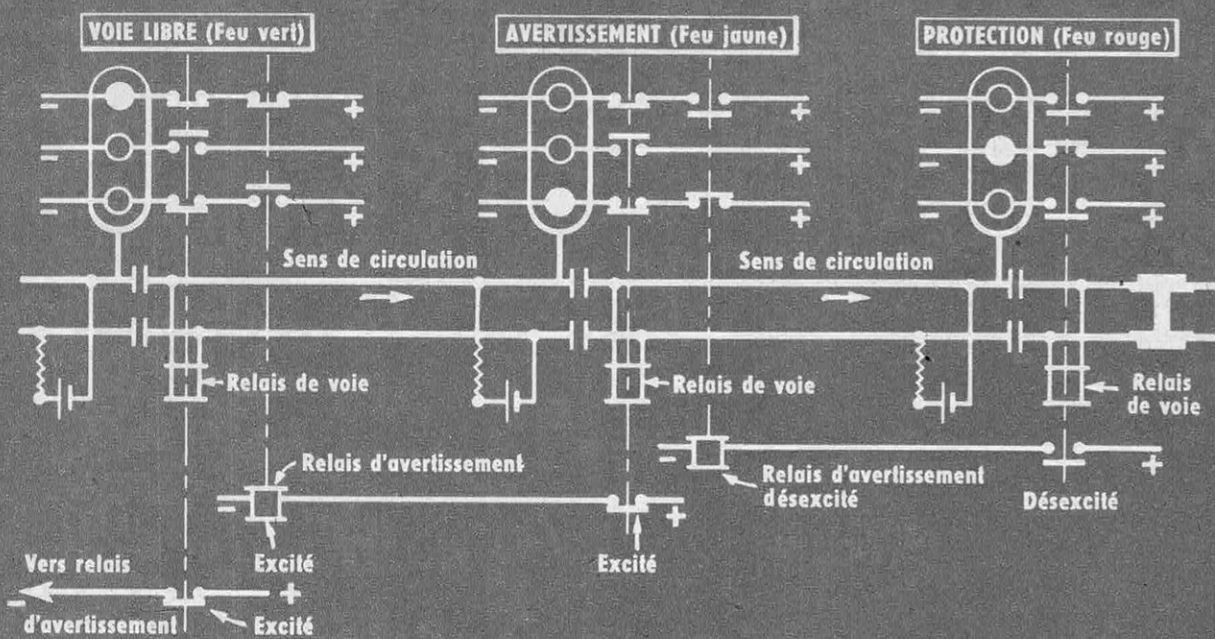 VOIE LIBRE (Feu vert)
AVERTISSEMENT (Feu jaune)
PROTECTION (Feu rouge)
- +
- +
- +
- +
- +
- +
- +
- +
- +
Sens de circulation
Sens de circulation
Relais de voie
Relais de voie
Relais
de voie
Relais d'avertissement
- +
Excité
Excité
- +
Relais d'avertissement
désexcité
Désexcité
Vers relais
- +
d'avertissement
Excité